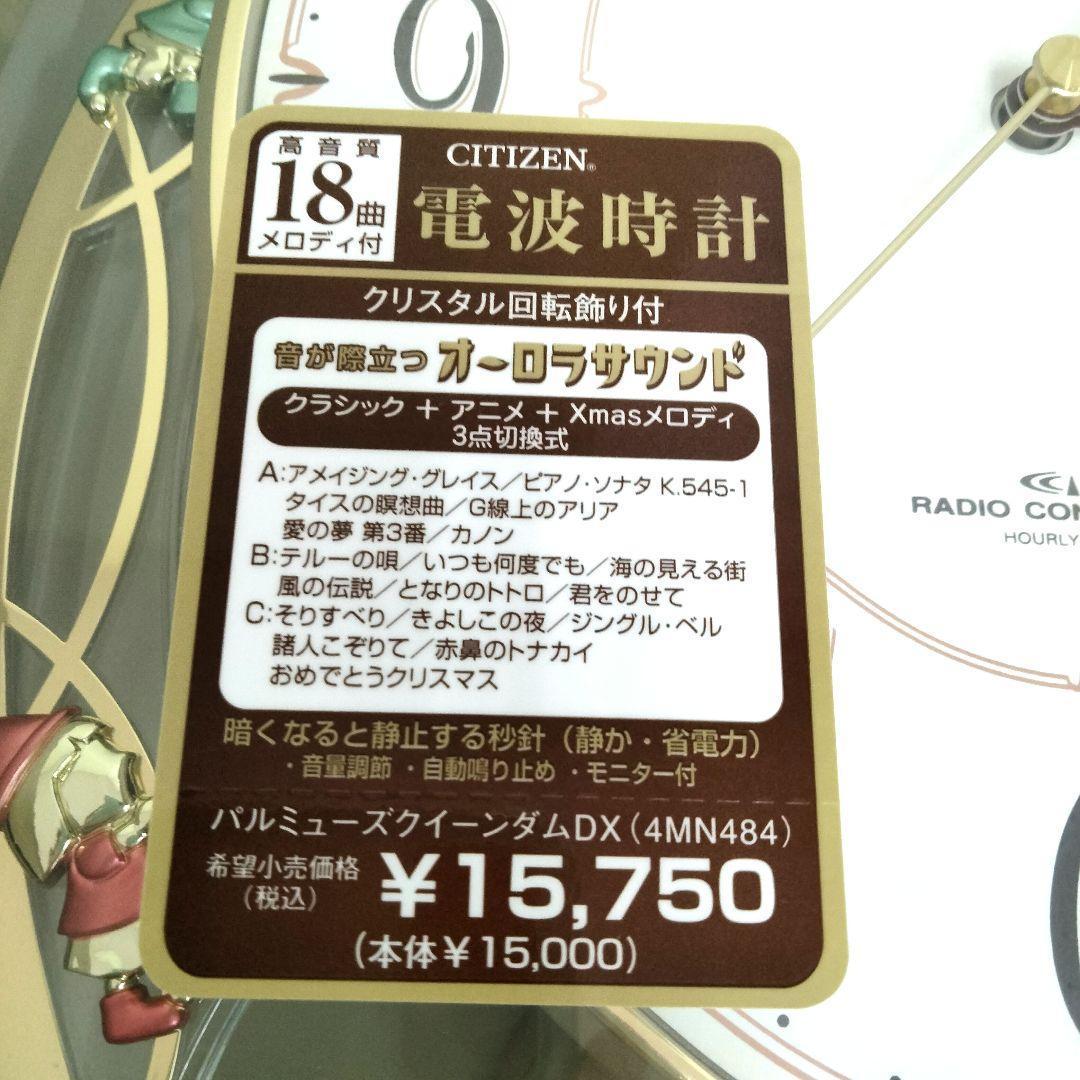 9
高音質
18曲
メロディ付
CITIZEN®
電波時計
クリスタル回転飾り付
音が際立つ オーロラサウンド
クラシック + アニメ + Xmasメロディ
3点切換式
A:アメイジング・グレイス／ピアノ・ソナタ K.545-1
タイスの瞑想曲／G線上のアリア
愛の夢 第3番／カノン
B:テルーの唄／いつも何度でも／海の見える街
風の伝説／となりのトトロ／君をのせて
C:そりすべり／きよしこの夜／ジングル・ベル
諸人こぞりて／赤鼻のトナカイ
おめでとうクリスマス
暗くなると静止する秒針（静か・省電力）
・音量調節 ・自動鳴り止め ・モニター付
パルミューズクイーンダムDX（4MN484）
希望小売価格
（税込）
¥15,750
(本体¥15,000)
RADIO CON
HOURLY